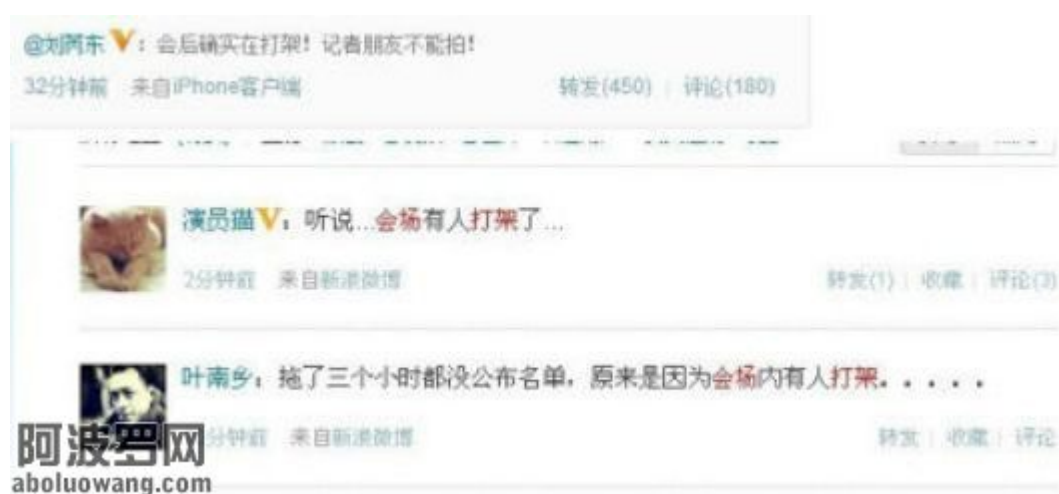 @刘芮东V：会后确实在打架！记者朋友不能拍！
32分钟前 来自iPhone客户端 转发(450) | 评论(180)
演员猫V：听说...会场有人打架了...
2分钟前 来自新浪微博 转发(1) | 收藏 | 评论(3)
叶南乡：拖了三个小时都没公布名单，原来是因为会场内有人打架．．．．．
分钟前 来自新浪微博 转发 | 收藏 | 评论
阿波罗网
aboluowang.com